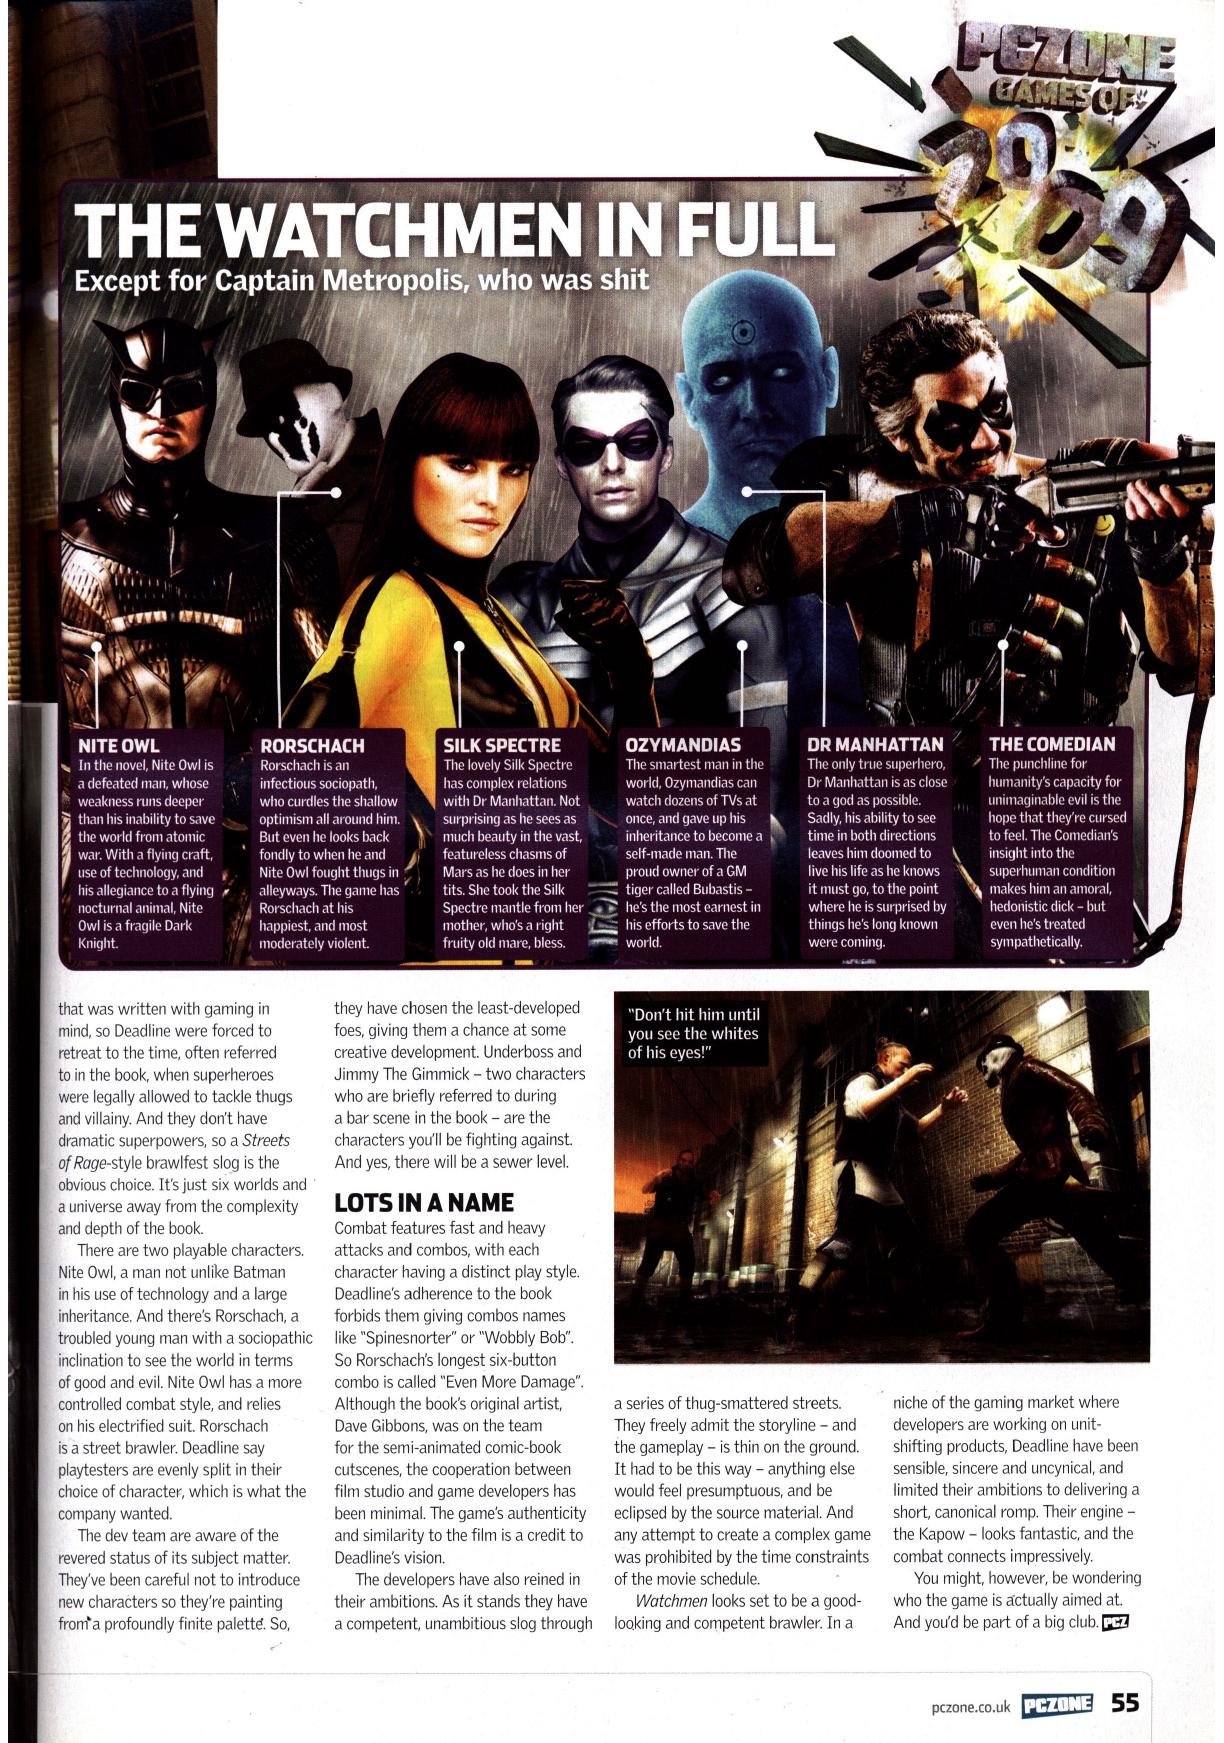 PCZONE
GAMES OF
2009
THE WATCHMEN IN FULL
Except for Captain Metropolis, who was shit
NITE OWL
In the novel, Nite Owl is
a defeated man, whose
weakness runs deeper
than his inability to save
the world from atomic
war. With a flying craft,
use of technology, and
his allegiance to a flying
nocturnal animal, Nite
Owl is a fragile Dark
Knight.
RORSCHACH
Rorschach is an
infectious sociopath,
who curdles the shallow
optimism all around him.
But even he looks back
fondly to when he and
Nite Owl fought thugs in
alleyways. The game has
Rorschach at his
happiest, and most
moderately violent.
SILK SPECTRE
The lovely Silk Spectre
has complex relations
with Dr Manhattan. Not
surprising as he sees as
much beauty in the vast,
featureless chasms of
Mars as he does in her
tits. She took the Silk
Spectre mantle from her
mother, who's a right
fruity old mare, bless.
OZYMANDIAS
The smartest man in the
world, Ozymandias can
watch dozens of TVs at
once, and gave up his
inheritance to become a
self-made man. The
proud owner of a GM
tiger called Bubastis –
he's the most earnest in
his efforts to save the
world.
DR MANHATTAN
The only true superhero,
Dr Manhattan is as close
to a god as possible.
Sadly, his ability to see
time in both directions
leaves him doomed to
live his life as he knows
it must go, to the point
where he is surprised by
things he's long known
were coming.
THE COMEDIAN
The punchline for
humanity's capacity for
unimaginable evil is the
hope that they're cursed
to feel. The Comedian's
insight into the
superhuman condition
makes him an amoral,
hedonistic dick – but
even he's treated
sympathetically.
that was written with gaming in
mind, so Deadline were forced to
retreat to the time, often referred
to in the book, when superheroes
were legally allowed to tackle thugs
and villainy. And they don't have
dramatic superpowers, so a Streets
of Rage-style brawlfest slog is the
obvious choice. It's just six worlds and
a universe away from the complexity
and depth of the book.
There are two playable characters.
Nite Owl, a man not unlike Batman
in his use of technology and a large
inheritance. And there's Rorschach, a
troubled young man with a sociopathic
inclination to see the world in terms
of good and evil. Nite Owl has a more
controlled combat style, and relies
on his electrified suit. Rorschach
is a street brawler. Deadline say
playtesters are evenly split in their
choice of character, which is what the
company wanted.
The dev team are aware of the
revered status of its subject matter.
They've been careful not to introduce
new characters so they're painting
from a profoundly finite palette. So,
they have chosen the least-developed
foes, giving them a chance at some
creative development. Underboss and
Jimmy The Gimmick – two characters
who are briefly referred to during
a bar scene in the book – are the
characters you'll be fighting against.
And yes, there will be a sewer level.
LOTS IN A NAME
Combat features fast and heavy
attacks and combos, with each
character having a distinct play style.
Deadline's adherence to the book
forbids them giving combos names
like "Spinesnorter" or "Wobbly Bob".
So Rorschach's longest six-button
combo is called "Even More Damage".
Although the book's original artist,
Dave Gibbons, was on the team
for the semi-animated comic-book
cutscenes, the cooperation between
film studio and game developers has
been minimal. The game's authenticity
and similarity to the film is a credit to
Deadline's vision.
The developers have also reined in
their ambitions. As it stands they have
a competent, unambitious slog through
"Don't hit him until
you see the whites
of his eyes!"
a series of thug-smattered streets.
They freely admit the storyline – and
the gameplay – is thin on the ground.
It had to be this way – anything else
would feel presumptuous, and be
eclipsed by the source material. And
any attempt to create a complex game
was prohibited by the time constraints
of the movie schedule.
Watchmen looks set to be a good-
looking and competent brawler. In a
niche of the gaming market where
developers are working on unit-
shifting products, Deadline have been
sensible, sincere and uncynical, and
limited their ambitions to delivering a
short, canonical romp. Their engine –
the Kapow – looks fantastic, and the
combat connects impressively.
You might, however, be wondering
who the game is actually aimed at.
And you'd be part of a big club. PCZ
pczone.co.uk PCZONE 55